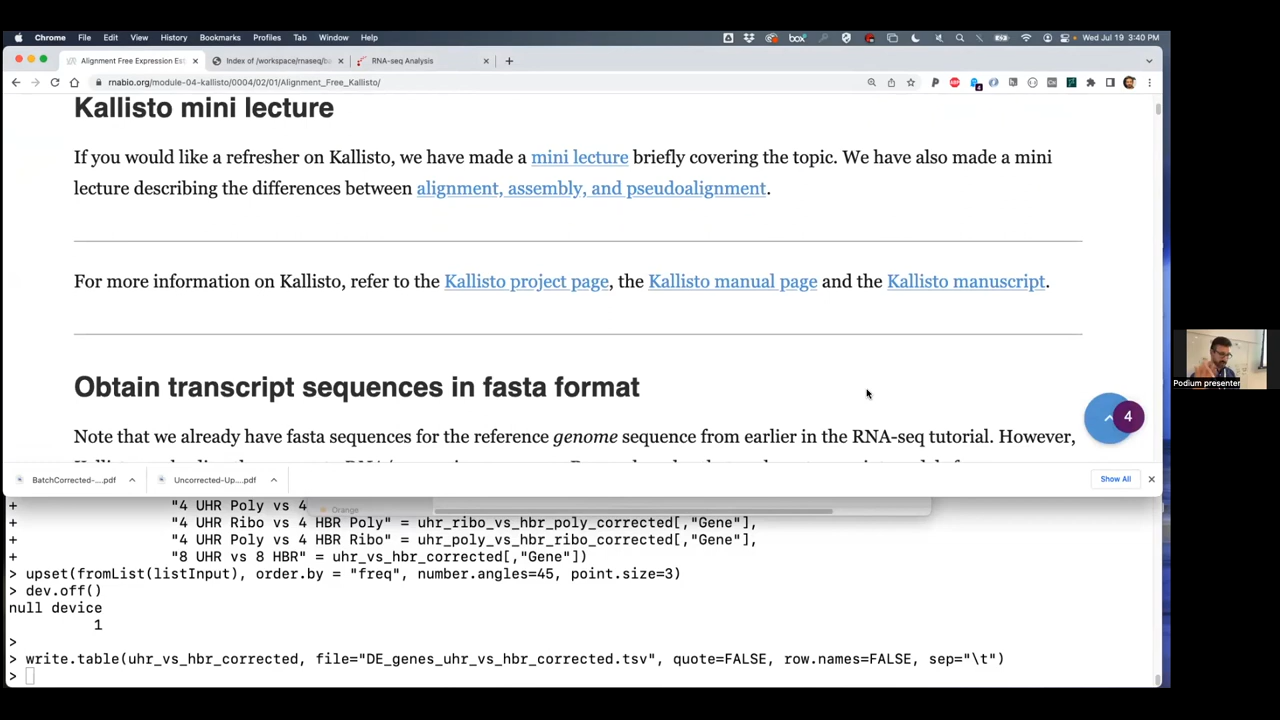 Chrome File Edit View History Bookmarks Profiles Tab Window Help
box Wed Jul 19 3:40 PM
Alignment Free Expression Es
Index of /workspace/rnaseq/b
RNA-seq Analysis
rnabio.org/module-04-kallisto/0004/02/01/Alignment_Free_Kallisto/
Kallisto mini lecture
If you would like a refresher on Kallisto, we have made a mini lecture briefly covering the topic. We have also made a mini
lecture describing the differences between alignment, assembly, and pseudoalignment.
For more information on Kallisto, refer to the Kallisto project page, the Kallisto manual page and the Kallisto manuscript.
Obtain transcript sequences in fasta format
4
Note that we already have fasta sequences for the reference genome sequence from earlier in the RNA-seq tutorial. However,
Podium presenter
BatchCorrected-....pdf
Uncorrected-Up....pdf
Show All
+ "4 UHR Poly vs 4
Orange
+ "4 UHR Ribo vs 4 HBR Poly" = uhr_ribo_vs_hbr_poly_corrected[,"Gene"],
+ "4 UHR Poly vs 4 HBR Ribo" = uhr_poly_vs_hbr_ribo_corrected[,"Gene"],
+ "8 UHR vs 8 HBR" = uhr_vs_hbr_corrected[,"Gene"])
> upset(fromList(listInput), order.by = "freq", number.angles=45, point.size=3)
> dev.off()
null device
1
>
> write.table(uhr_vs_hbr_corrected, file="DE_genes_uhr_vs_hbr_corrected.tsv", quote=FALSE, row.names=FALSE, sep="\t")
>